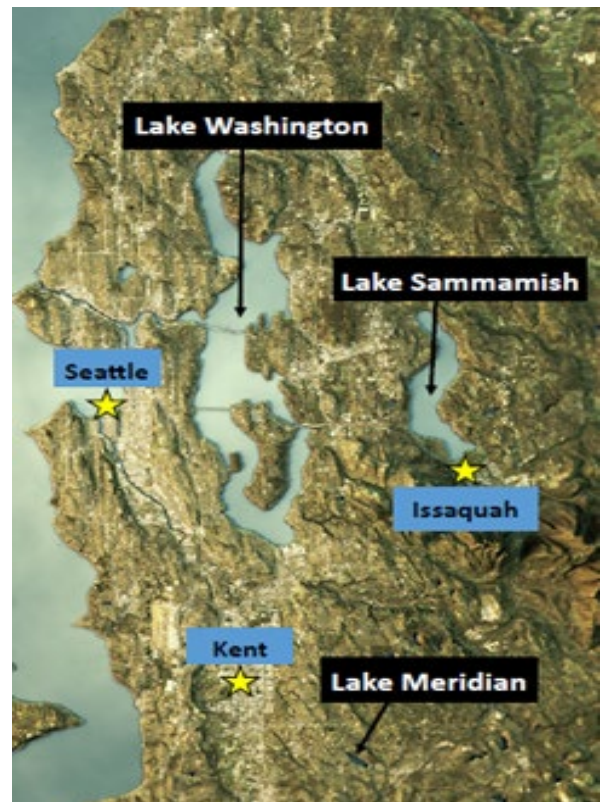 Lake Washington
Lake Sammamish
Seattle
Issaquah
Kent
Lake Meridian